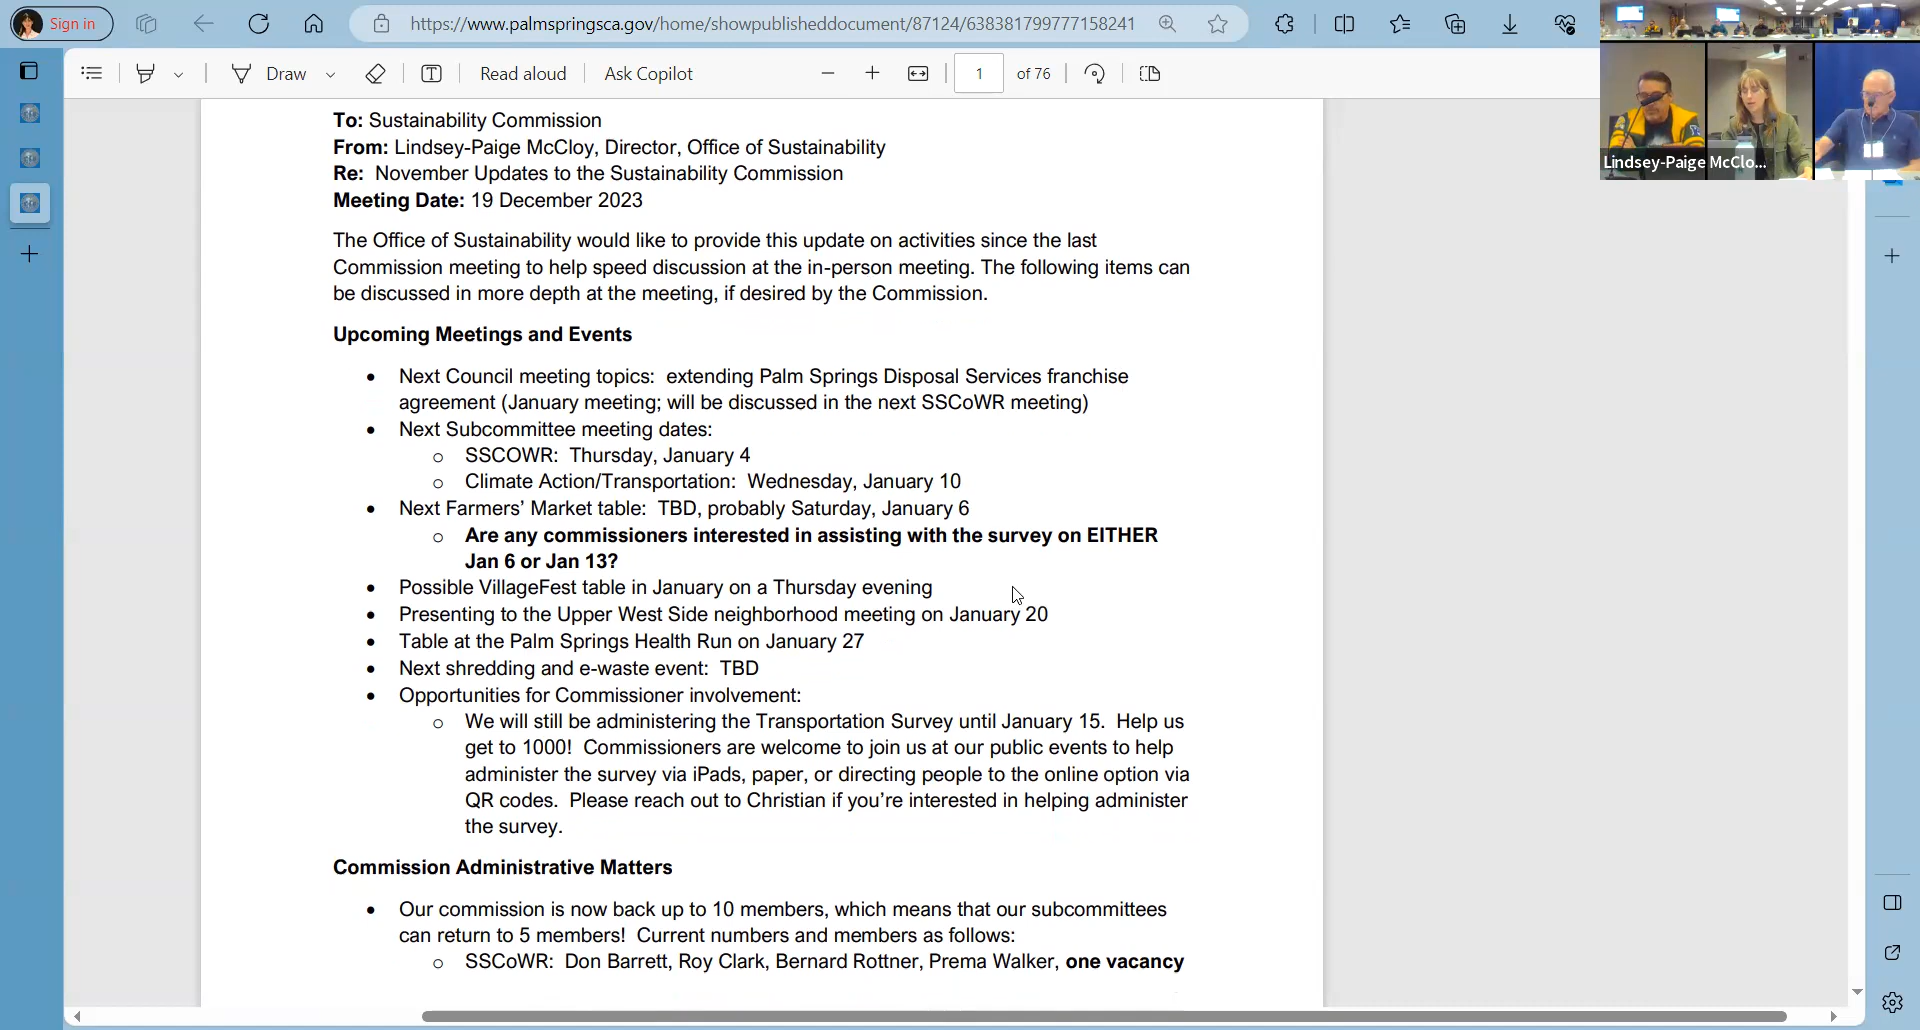 Sign in
https://www.palmspringsca.gov/home/showpublisheddocument/87124/638381799777158241
Draw
Read aloud
Ask Copilot
1
of 76
Lindsey-Paige McClo...
To: Sustainability Commission
From: Lindsey-Paige McCloy, Director, Office of Sustainability
Re: November Updates to the Sustainability Commission
Meeting Date: 19 December 2023
The Office of Sustainability would like to provide this update on activities since the last
Commission meeting to help speed discussion at the in-person meeting. The following items can
be discussed in more depth at the meeting, if desired by the Commission.
Upcoming Meetings and Events
• Next Council meeting topics: extending Palm Springs Disposal Services franchise
agreement (January meeting; will be discussed in the next SSCoWR meeting)
• Next Subcommittee meeting dates:
o SSCOWR: Thursday, January 4
o Climate Action/Transportation: Wednesday, January 10
• Next Farmers’ Market table: TBD, probably Saturday, January 6
o Are any commissioners interested in assisting with the survey on EITHER
Jan 6 or Jan 13?
• Possible VillageFest table in January on a Thursday evening
• Presenting to the Upper West Side neighborhood meeting on January 20
• Table at the Palm Springs Health Run on January 27
• Next shredding and e-waste event: TBD
• Opportunities for Commissioner involvement:
o We will still be administering the Transportation Survey until January 15. Help us
get to 1000! Commissioners are welcome to join us at our public events to help
administer the survey via iPads, paper, or directing people to the online option via
QR codes. Please reach out to Christian if you’re interested in helping administer
the survey.
Commission Administrative Matters
• Our commission is now back up to 10 members, which means that our subcommittees
can return to 5 members! Current numbers and members as follows:
o SSCoWR: Don Barrett, Roy Clark, Bernard Rottner, Prema Walker, one vacancy